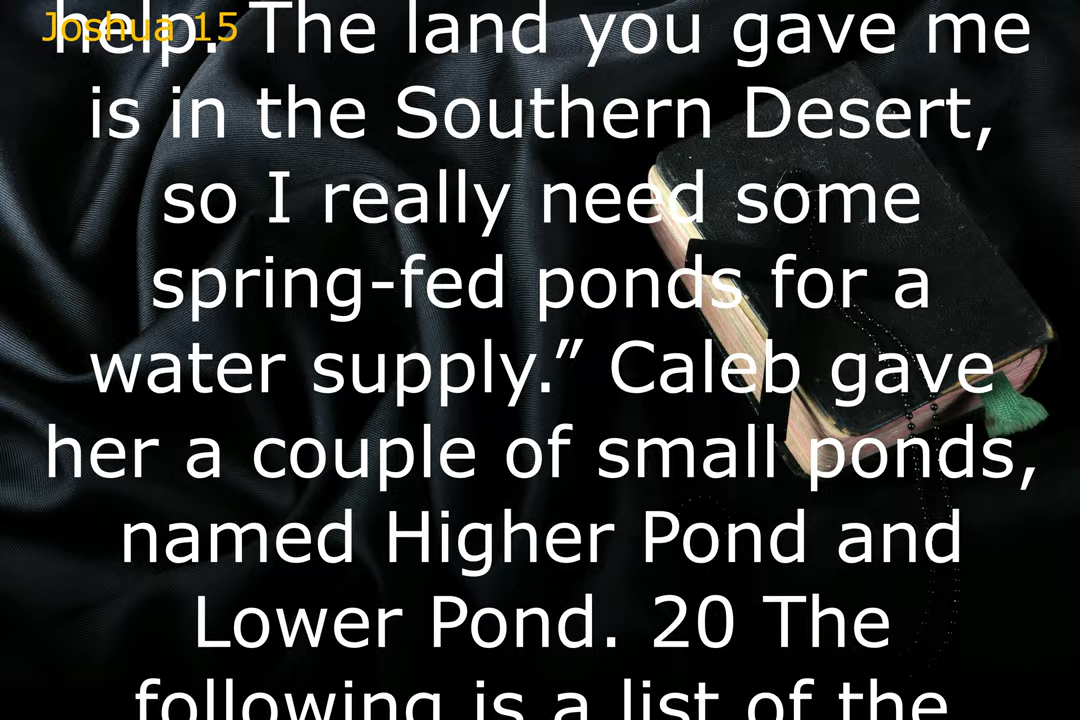 Joshua 15
help. The land you gave me
is in the Southern Desert,
so I really need some
spring-fed ponds for a
water supply.” Caleb gave
her a couple of small ponds,
named Higher Pond and
Lower Pond. 20 The
following is a list of the